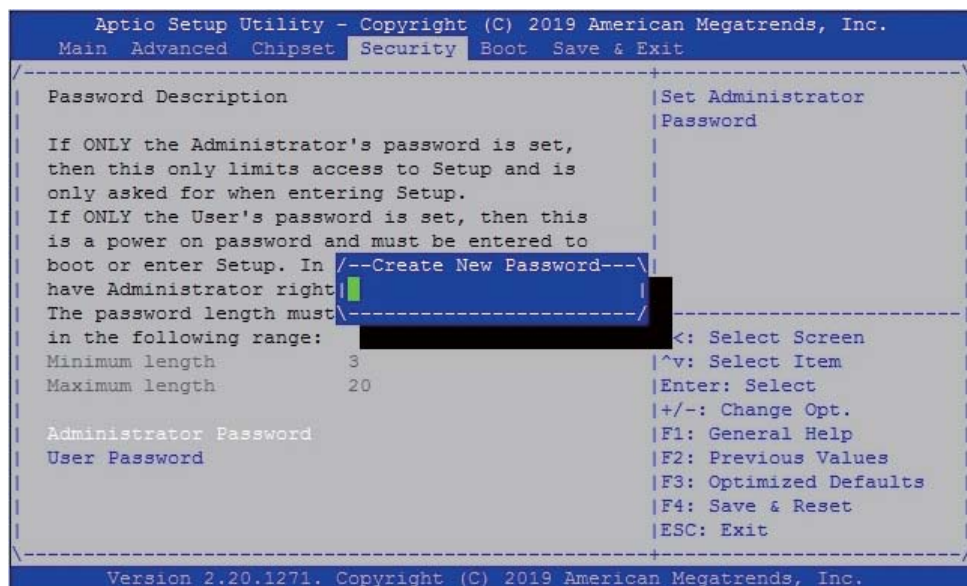 Aptio Setup Utility - Copyright (C) 2019 American Megatrends, Inc.
Main Advanced Chipset Security Boot Save & Exit
Password Description
If ONLY the Administrator's password is set,
then this only limits access to Setup and is
only asked for when entering Setup.
If ONLY the User's password is set, then this
is a power on password and must be entered to
boot or enter Setup. In
have Administrator right
The password length must
in the following range:
Minimum length 3
Maximum length 20
Administrator Password
User Password
/--Create New Password---\
Set Administrator
Password
<: Select Screen
^v: Select Item
Enter: Select
+/-: Change Opt.
F1: General Help
F2: Previous Values
F3: Optimized Defaults
F4: Save & Reset
ESC: Exit
Version 2.20.1271. Copyright (C) 2019 American Megatrends, Inc.